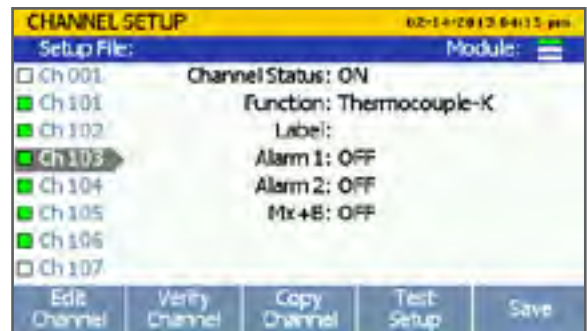 CHANNEL SETUP 02-14-2013 04:15 pm
Setup File: Module:
Ch 001 Channel Status: ON
Ch 101 Function: Thermocouple-K
Ch 102 Label:
Ch 103 Alarm 1: OFF
Ch 104 Alarm 2: OFF
Ch 105 Mx+B: OFF
Ch 106
Ch 107
Edit Channel
Verify Channel
Copy Channel
Test Setup
Save